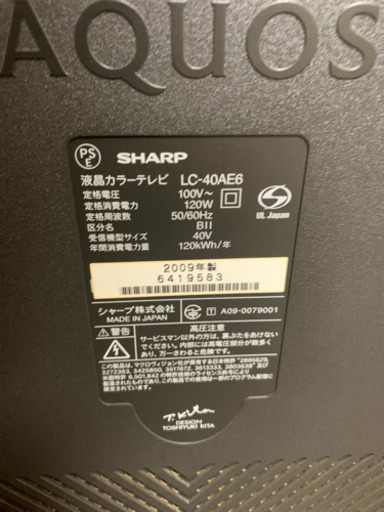 AQUOS
PS
E
SHARP
液晶カラーテレビ LC-40AE6
定格電圧 100V~
定格消費電力 120W
定格周波数 50/60Hz
区分名 BII
受信機型サイズ 40V
年間消費電力量 120kWh/年
UL Japan
2009年製
6419583
シャープ株式会社
MADE IN JAPAN
T A09-0079001
警告
高圧注意
サービスマン以外の方は、裏ぶたをあけないで
ください。内部には高電圧部分が数多く
あり、万一さわると危険です。
DESIGN
TOSHIYUKI KITA